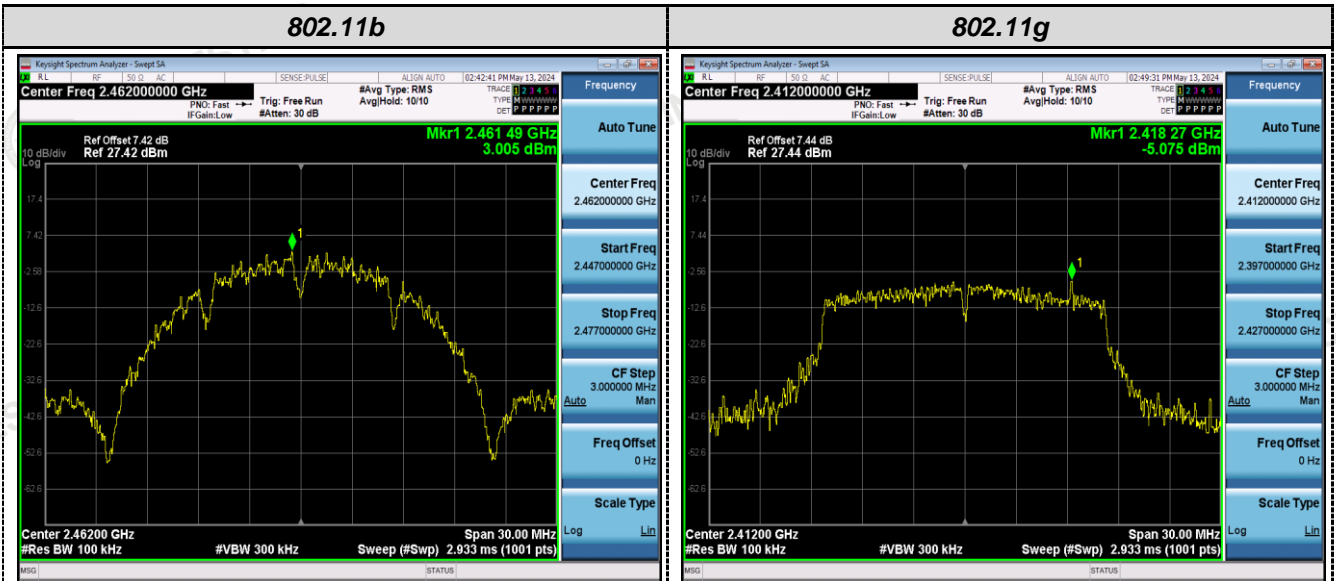 802.11b
Keysight Spectrum Analyzer - Swept SA
RL RF 50 Ω AC SENSE:PULSE ALIGN AUTO 02:42:41 PM May 13, 2024
Center Freq 2.462000000 GHz
PNO: Fast
IFGain:Low
Trig: Free Run
#Atten: 30 dB
#Avg Type: RMS
Avg|Hold: 10/10
TRACE 1 2 3 4 5 6
TYPE M WWWWW
DET P P P P P P
Mkr1 2.461 49 GHz
3.005 dBm
Ref Offset 7.42 dB
10 dB/div Ref 27.42 dBm
Log
17.4
7.42
-2.58
-12.6
-22.6
-32.6
-42.6
-52.6
-62.6
1
Center 2.46200 GHz Span 30.00 MHz
#Res BW 100 kHz #VBW 300 kHz Sweep (#Swp) 2.933 ms (1001 pts)
MSG STATUS
Frequency
Auto Tune
Center Freq
2.462000000 GHz
Start Freq
2.447000000 GHz
Stop Freq
2.477000000 GHz
CF Step
3.000000 MHz
Auto Man
Freq Offset
0 Hz
Scale Type
Log Lin
802.11g
Keysight Spectrum Analyzer - Swept SA
RL RF 50 Ω AC SENSE:PULSE ALIGN AUTO 02:49:31 PM May 13, 2024
Center Freq 2.412000000 GHz
PNO: Fast
IFGain:Low
Trig: Free Run
#Atten: 30 dB
#Avg Type: RMS
Avg|Hold: 10/10
TRACE 1 2 3 4 5 6
TYPE M WWWWW
DET P P P P P P
Mkr1 2.418 27 GHz
-5.075 dBm
Ref Offset 7.44 dB
10 dB/div Ref 27.44 dBm
Log
17.4
7.44
-2.56
-12.6
-22.6
-32.6
-42.6
-52.6
-62.6
1
Center 2.41200 GHz Span 30.00 MHz
#Res BW 100 kHz #VBW 300 kHz Sweep (#Swp) 2.933 ms (1001 pts)
MSG STATUS
Frequency
Auto Tune
Center Freq
2.412000000 GHz
Start Freq
2.397000000 GHz
Stop Freq
2.427000000 GHz
CF Step
3.000000 MHz
Auto Man
Freq Offset
0 Hz
Scale Type
Log Lin